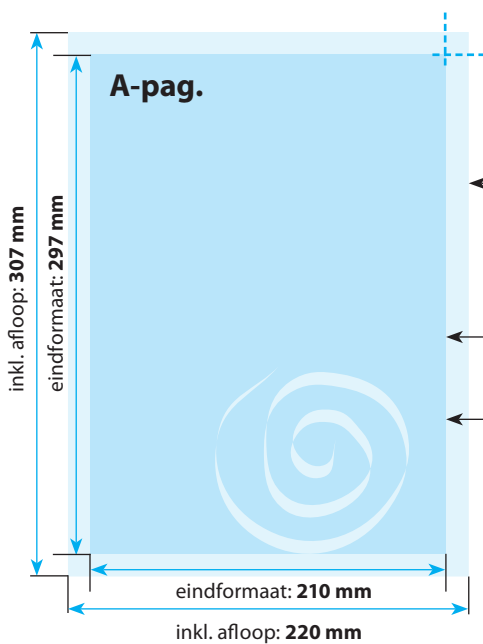 A-pag.
inkl. afloop: 307 mm
eindformaat: 297 mm
eindformaat: 210 mm
inkl. afloop: 220 mm